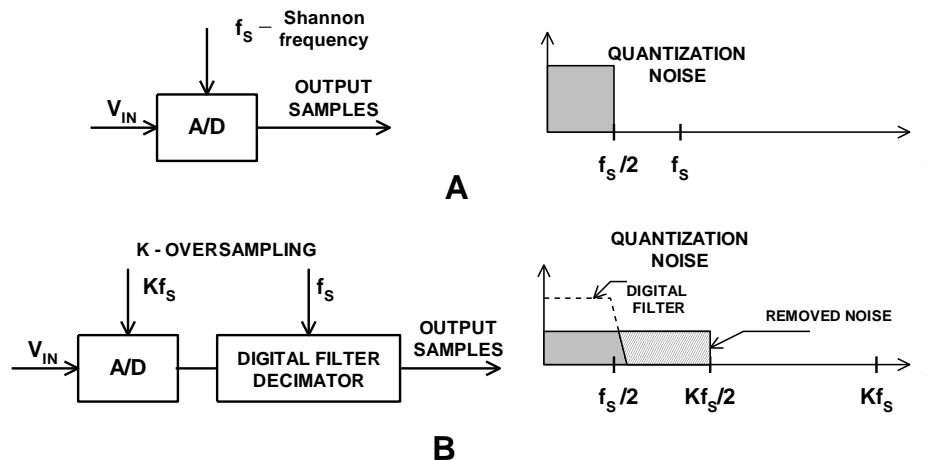 fS – Shannon frequency
VIN
A/D
OUTPUT
SAMPLES
QUANTIZATION
NOISE
fS/2
fS
A
K - OVERSAMPLING
KfS
fS
VIN
A/D
DIGITAL FILTER
DECIMATOR
OUTPUT
SAMPLES
QUANTIZATION
NOISE
DIGITAL
FILTER
REMOVED NOISE
fS/2
KfS/2
KfS
B